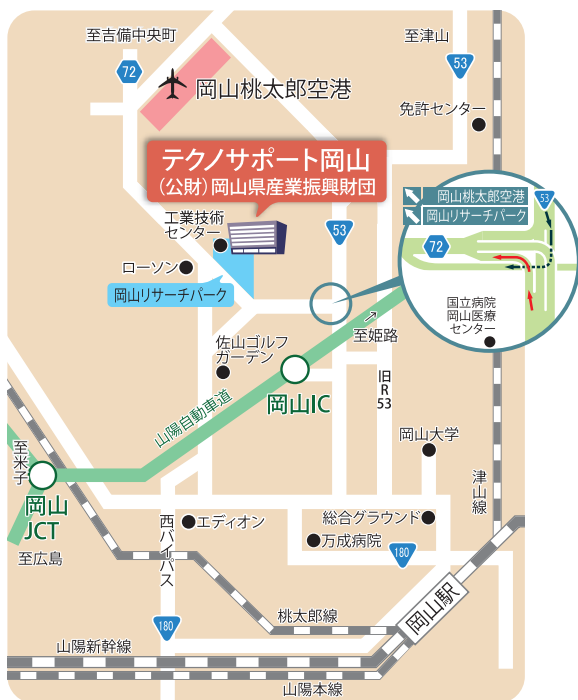 至吉備中央町
至津山
72
53
岡山桃太郎空港
免許センター
テクノサポート岡山
(公財)岡山県産業振興財団
岡山桃太郎空港
53
岡山リサーチパーク
72
工業技術
センター
53
ローソン
岡山リサーチパーク
国立病院
岡山医療
センター
至姫路
佐山ゴルフ
ガーデン
旧
R
53
岡山IC
山陽自動車道
岡山大学
至米子
岡山
JCT
津山線
西バイパス
エディオン
総合グラウンド
万成病院
180
至広島
岡山駅
桃太郎線
180
山陽新幹線
山陽本線